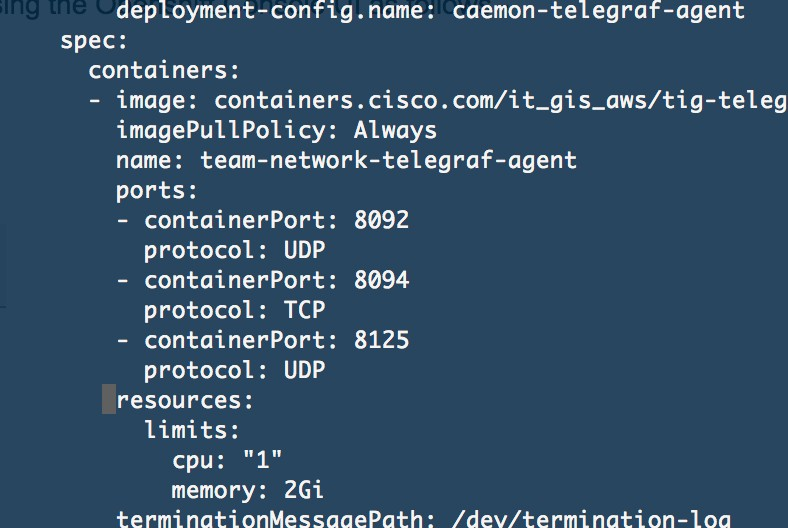 sing the
deployment-config.name: caemon-telegraf-agent
spec:
containers:
- image: containers.cisco.com/it_gis_aws/tig-teleg
imagePullPolicy: Always
name: team-network-telegraf-agent
ports:
- containerPort: 8092
protocol: UDP
- containerPort: 8094
protocol: TCP
- containerPort: 8125
protocol: UDP
resources:
limits:
cpu: "1"
memory: 2Gi
terminationMessagePath: /dev/termination-log